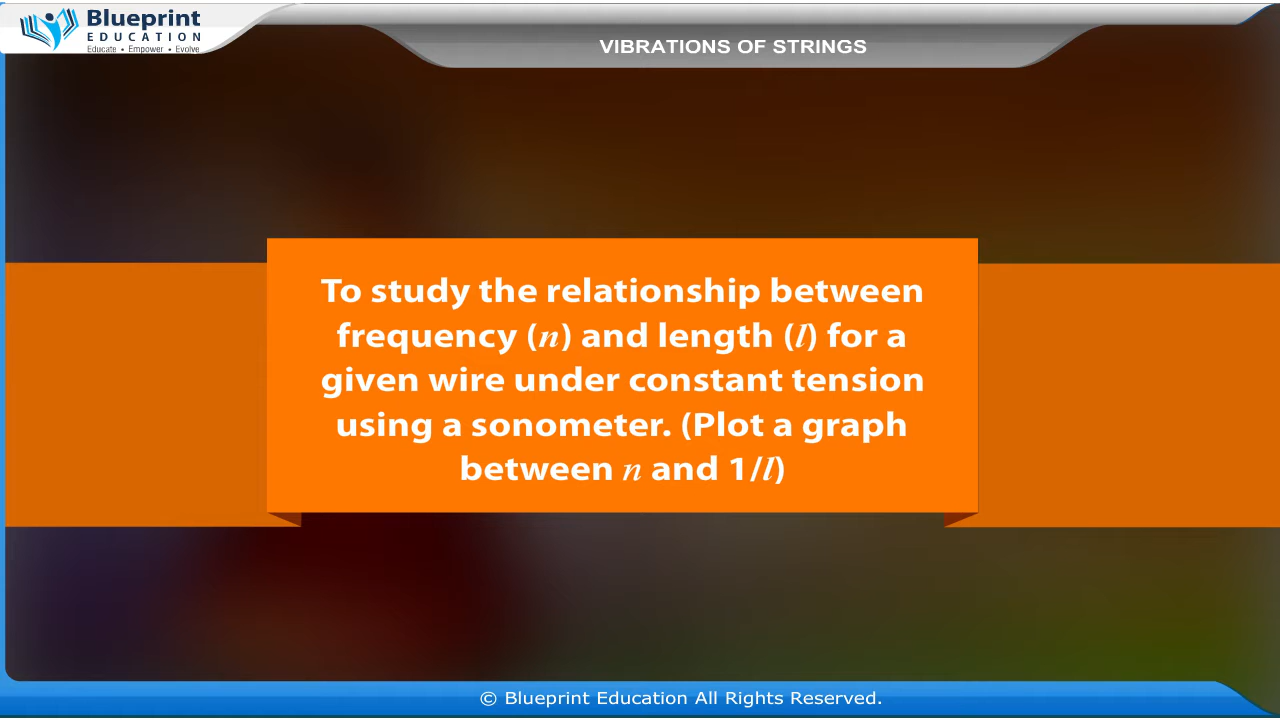 Blueprint
EDUCATION
Educate • Empower • Evolve
VIBRATIONS OF STRINGS
To study the relationship between
frequency (n) and length (l) for a
given wire under constant tension
using a sonometer. (Plot a graph
between n and 1/l)
© Blueprint Education All Rights Reserved.